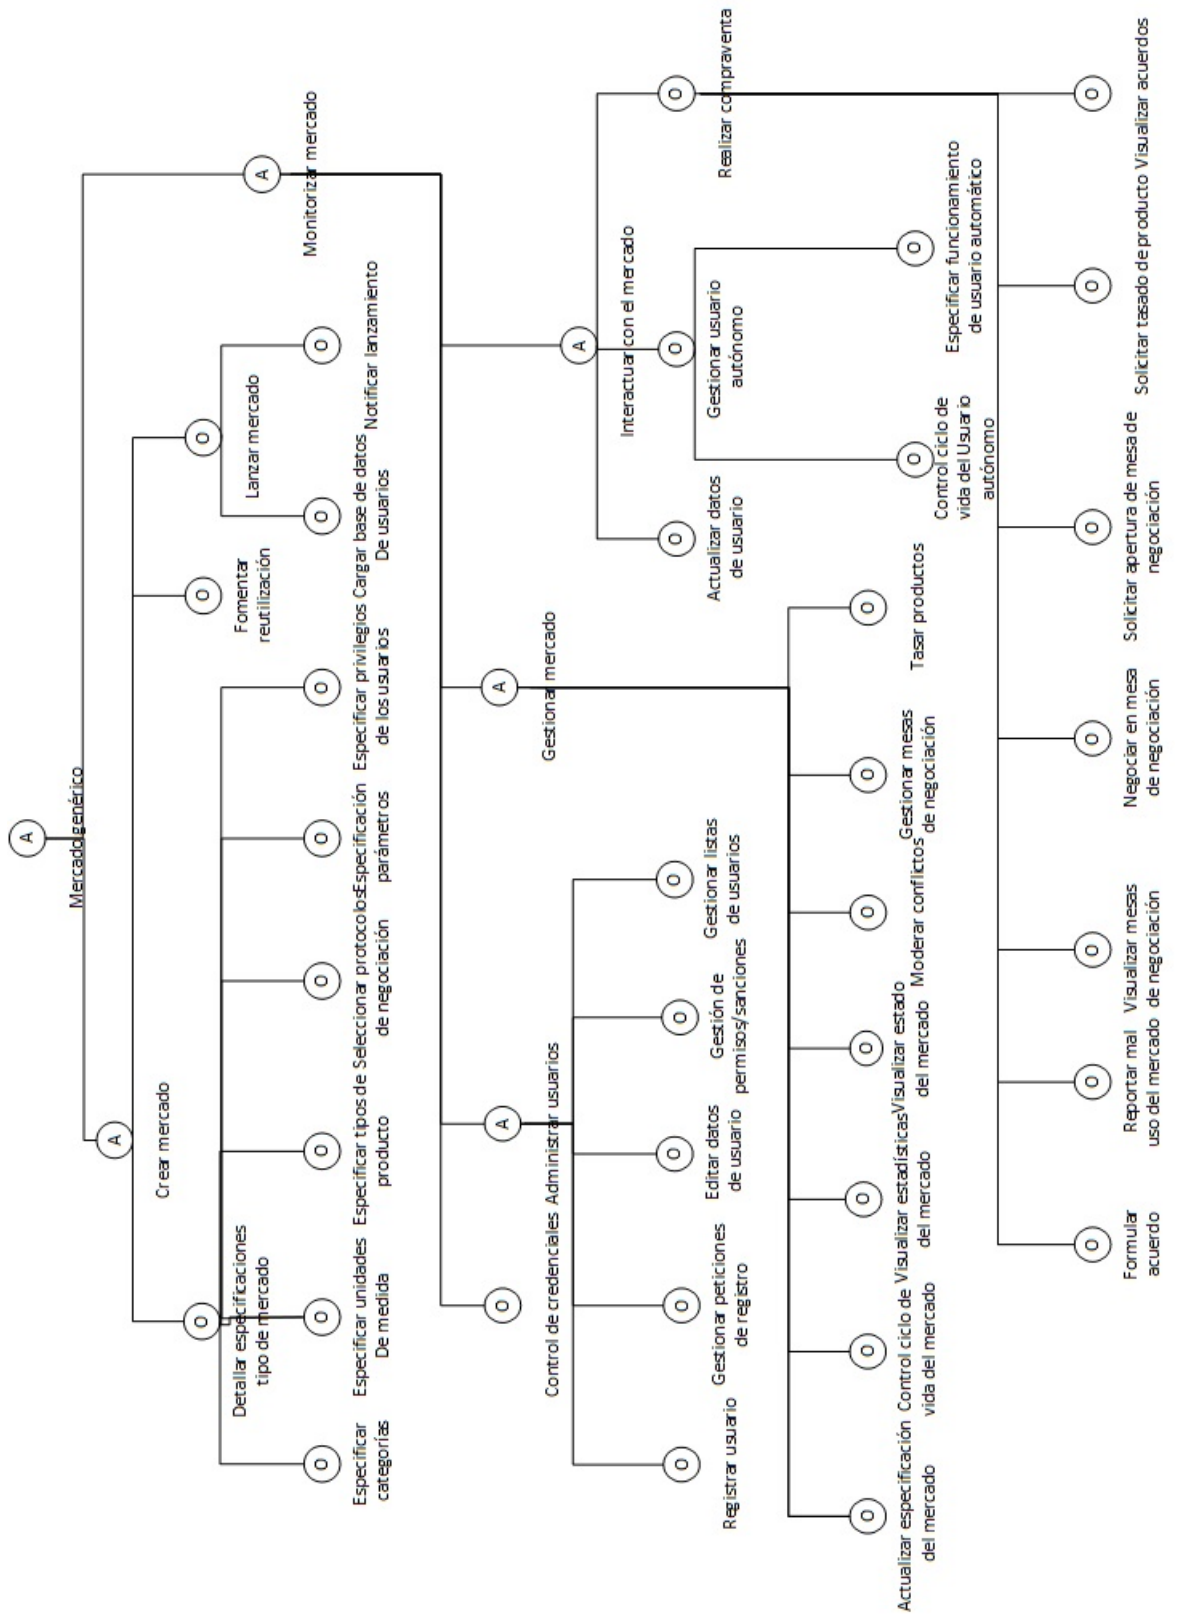 A
Mercado genérico
A
Crear mercado
A
Monitorizar mercado
O
Detallar especificaciones
tipo de mercado
O
Fomentar
reutilización
O
Lanzar mercado
O
Especificar
categorías
O
Especificar unidades
De medida
O
Especificar tipos de
producto
O
Seleccionar protocolos
de negociación
O
Especificación
parámetros
O
Especificar privilegios
de los usuarios
O
Cargar base de datos
De usuarios
O
Notificar lanzamiento
O
Control de credenciales
A
Administrar usuarios
A
Gestionar mercado
A
Interactuar con el mercado
O
Registrar usuario
O
Gestionar peticiones
de registro
O
Editar datos
de usuario
O
Gestión de
permisos/sanciones
O
Gestionar listas
de usuarios
O
Actualizar datos
de usuario
O
Gestionar usuario
autónomo
O
Realizar compraventa
O
Actualizar especificación
del mercado
O
Control ciclo de
vida del mercado
O
Visualizar estadísticas
del mercado
O
Visualizar estado
del mercado
O
Moderar conflictos
O
Gestionar mesas
de negociación
O
Tasar productos
O
Control ciclo de
vida del Usuario
autónomo
O
Especificar funcionamiento
de usuario automático
O
Formular
acuerdo
O
Reportar mal
uso del mercado
O
Visualizar mesas
de negociación
O
Negociar en mesa
de negociación
O
Solicitar apertura de mesa de
negociación
O
Solicitar tasado de producto
O
Visualizar acuerdos